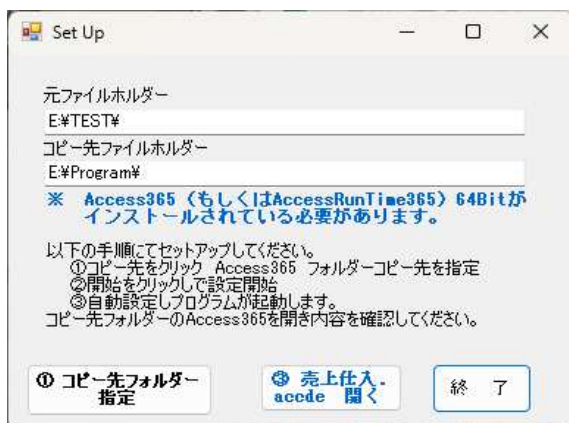 Set Up
元ファイルホルダー
E:¥TEST¥
コピー先ファイルホルダー
E:¥Program¥
※ Access365（もしくはAccessRunTime365）64Bitが
インストールされている必要があります。
以下の手順にてセットアップしてください。
①コピー先をクリック Access365 フォルダーコピー先を指定
②開始をクリックして設定開始
③自動設定しプログラムが起動します。
コピー先フォルダーのAccess365を開き内容を確認してください。
① コピー先フォルダー
指定
③ 売上仕入.
accde 開く
終 了